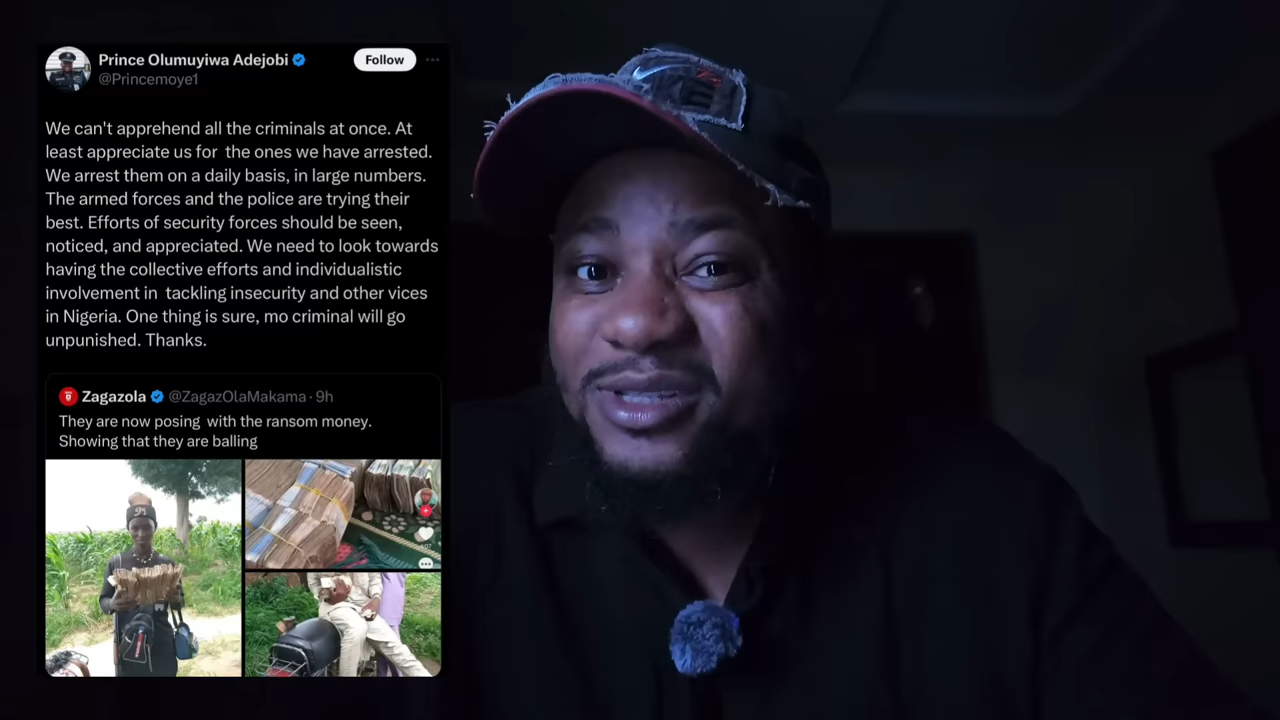 Prince Olumuyiwa Adejobi
Follow
@Princemoye1
We can't apprehend all the criminals at once. At
least appreciate us for the ones we have arrested.
We arrest them on a daily basis, in large numbers.
The armed forces and the police are trying their
best. Efforts of security forces should be seen,
noticed, and appreciated. We need to look towards
having the collective efforts and individualistic
involvement in tackling insecurity and other vices
in Nigeria. One thing is sure, mo criminal will go
unpunished. Thanks.
Zagazola @ZagazOlaMakama · 9h
They are now posing with the ransom money.
Showing that they are balling